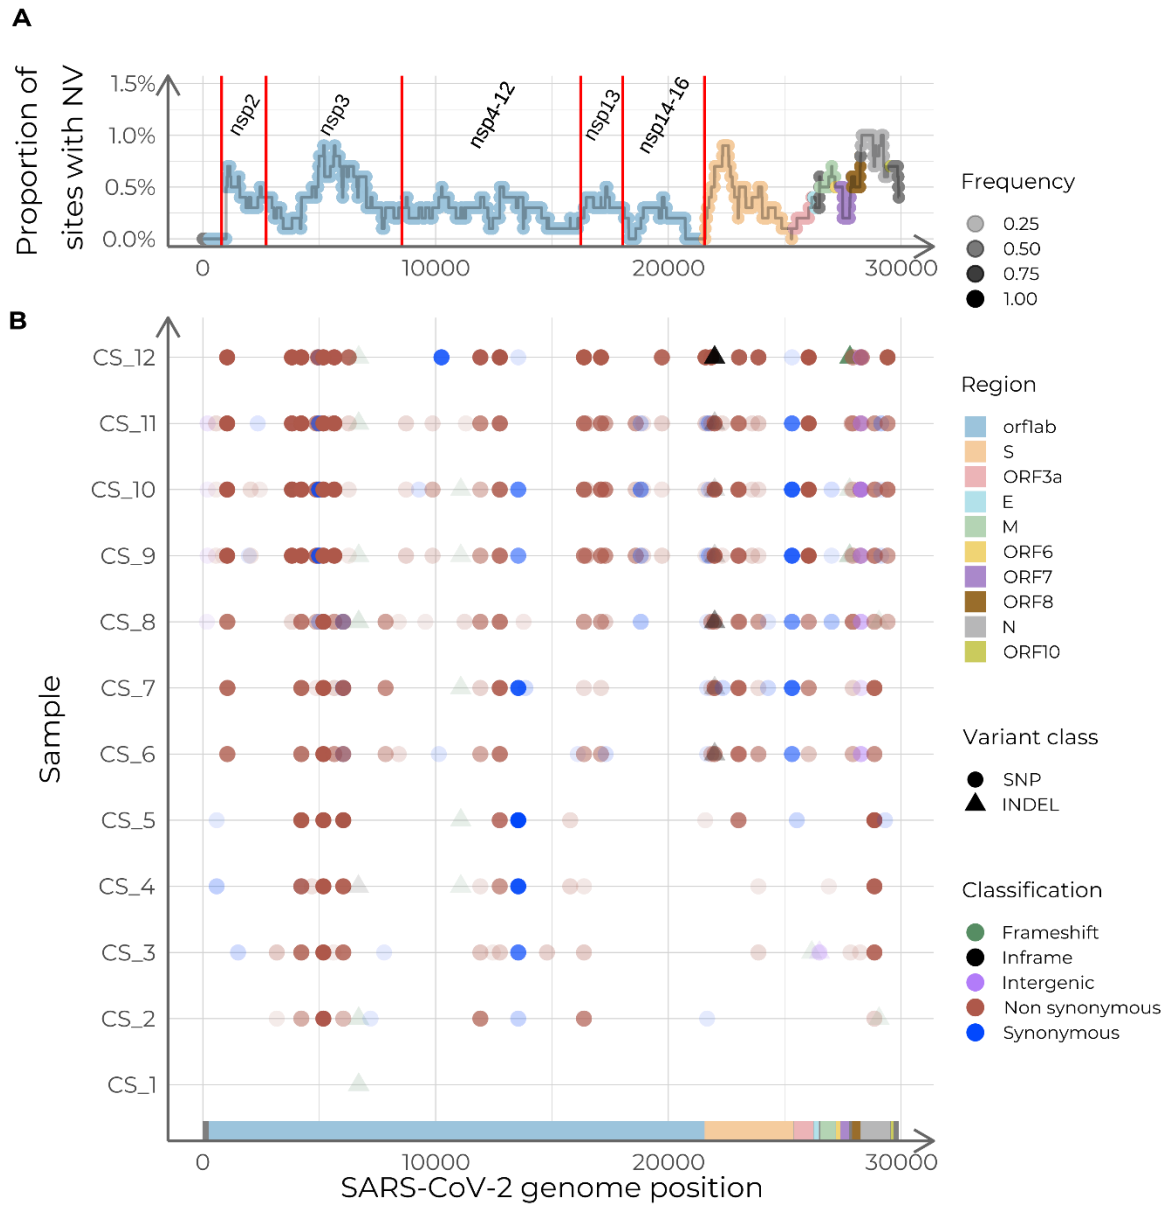 A
Proportion of
sites with NV
1.5%
1.0%
0.5%
0.0%
nsp2
nsp3
nsp4-12
nsp13
nsp14-16
0
10000
20000
30000
Frequency
0.25
0.50
0.75
1.00
B
Sample
CS_12
CS_11
CS_10
CS_9
CS_8
CS_7
CS_6
CS_5
CS_4
CS_3
CS_2
CS_1
0
10000
20000
30000
SARS-CoV-2 genome position
Region
orf1ab
S
ORF3a
E
M
ORF6
ORF7
ORF8
N
ORF10
Variant class
SNP
INDEL
Classification
Frameshift
Inframe
Intergenic
Non synonymous
Synonymous